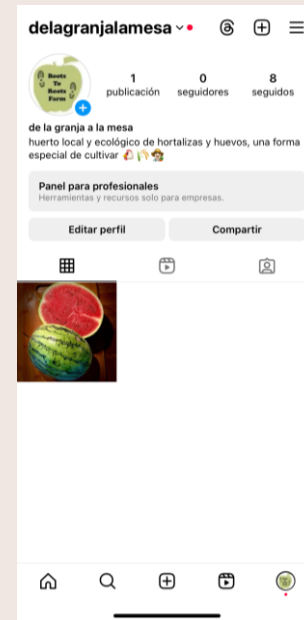 delagranjalamesa
Roots
To
Roots
Farm
1 0 8
publicación seguidores seguidos
de la granja a la mesa
huerto local y ecológico de hortalizas y huevos, una forma
especial de cultivar
Panel para profesionales
Herramientas y recursos solo para empresas.
Editar perfil Compartir